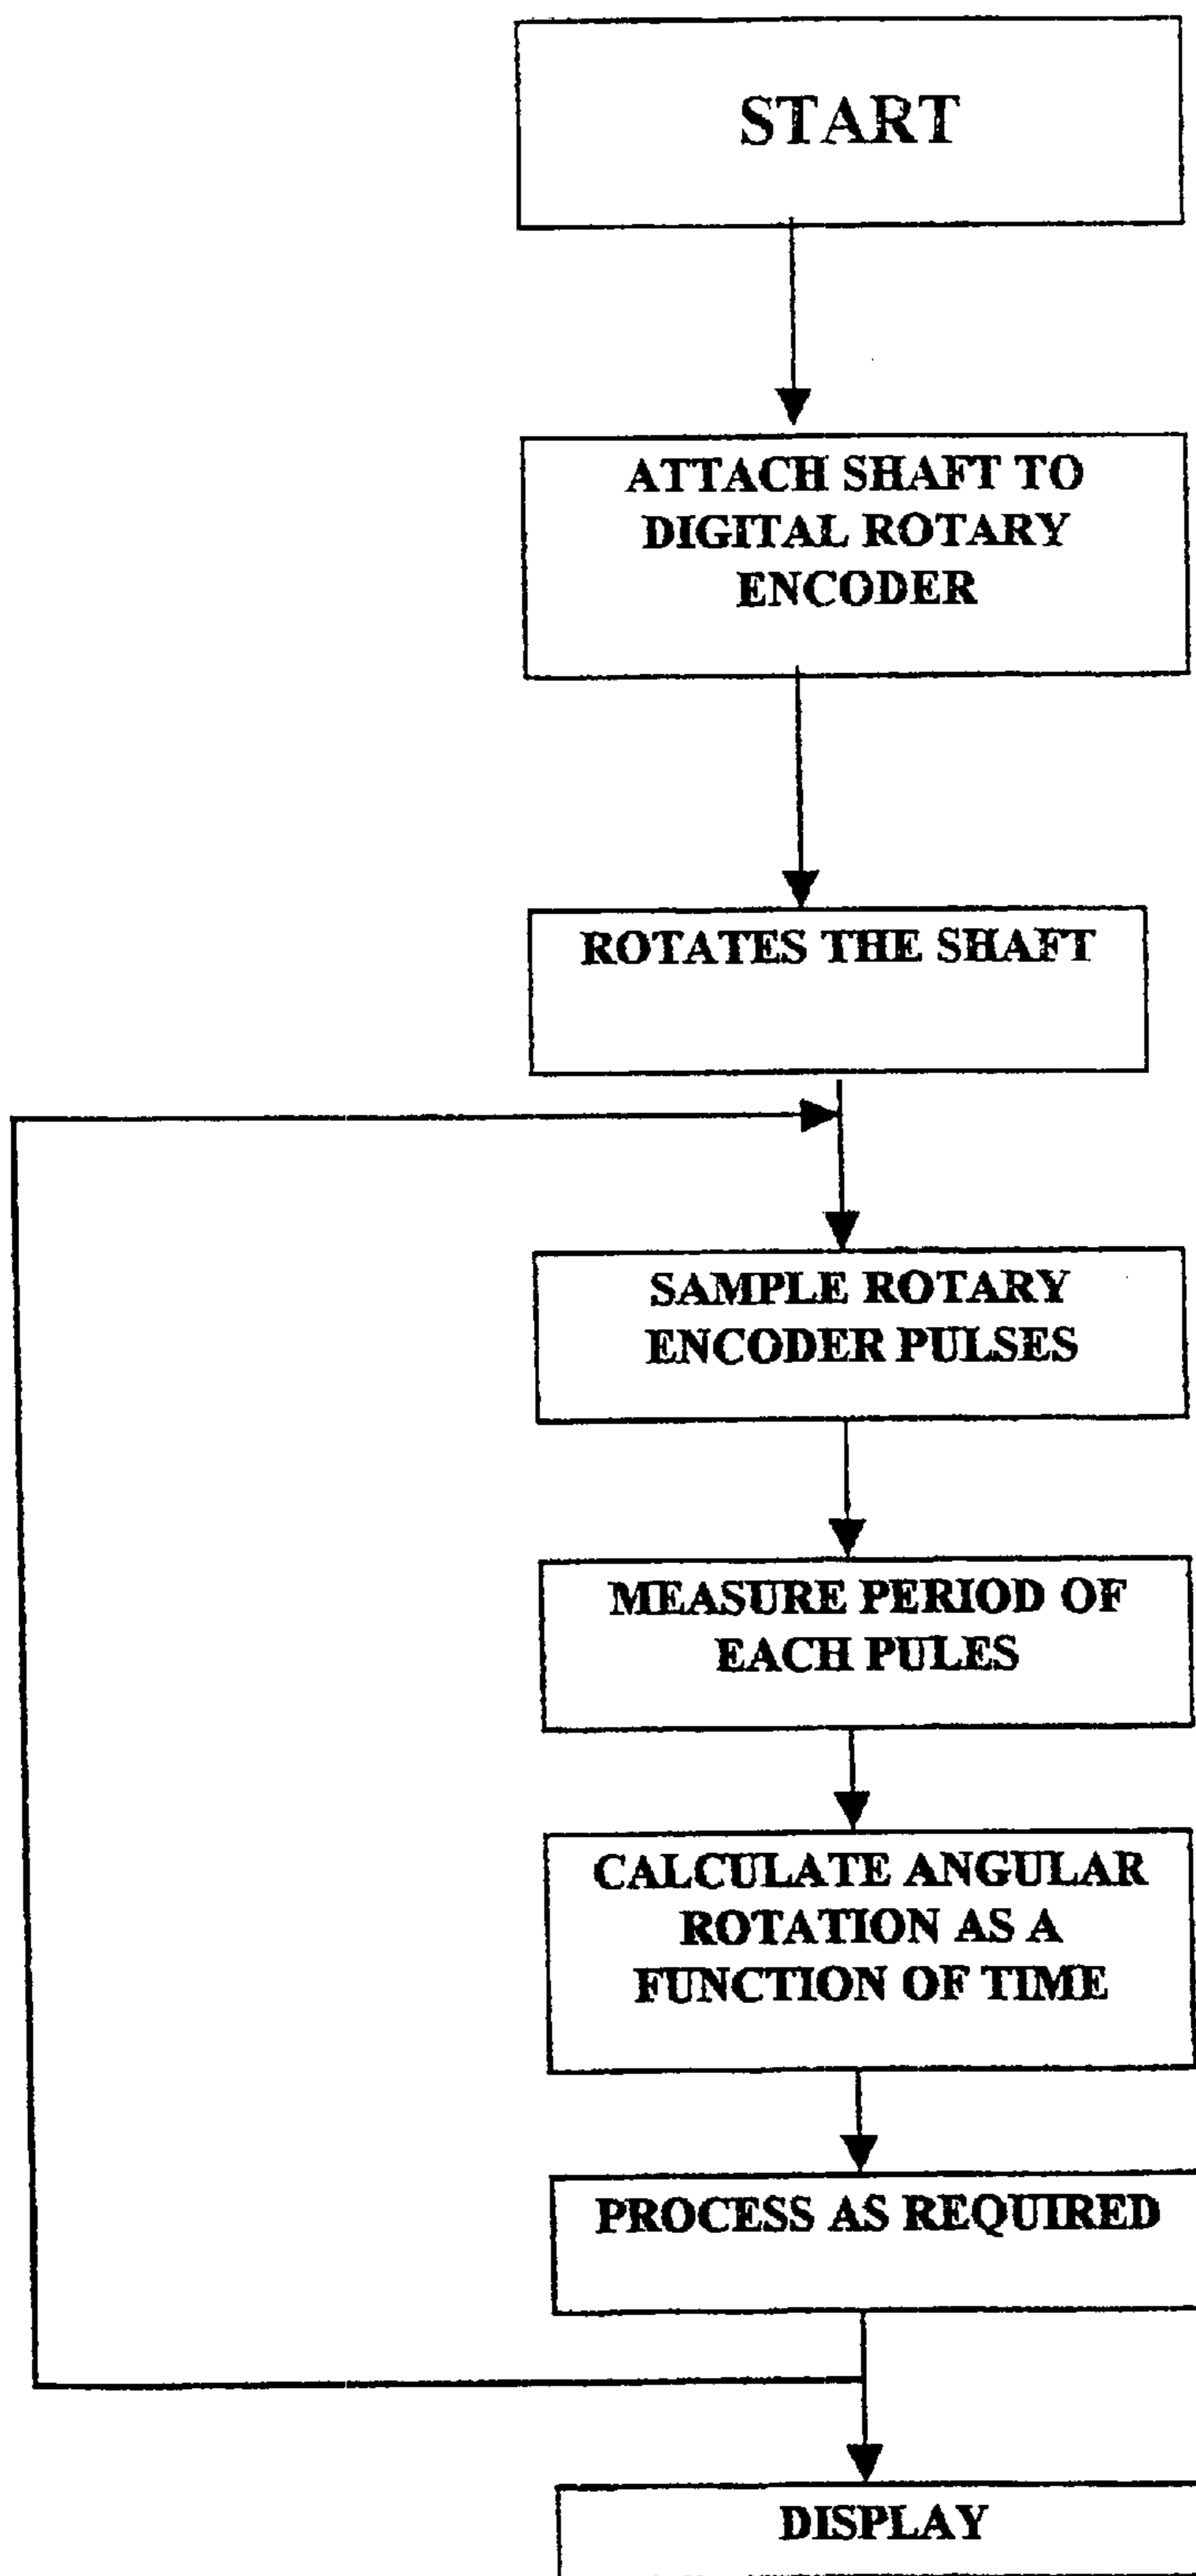 START
ATTACH SHAFT TO
DIGITAL ROTARY
ENCODER
ROTATES THE SHAFT
SAMPLE ROTARY
ENCODER PULSES
MEASURE PERIOD OF
EACH PULES
CALCULATE ANGULAR
ROTATION AS A
FUNCTION OF TIME
PROCESS AS REQUIRED
DISPLAY